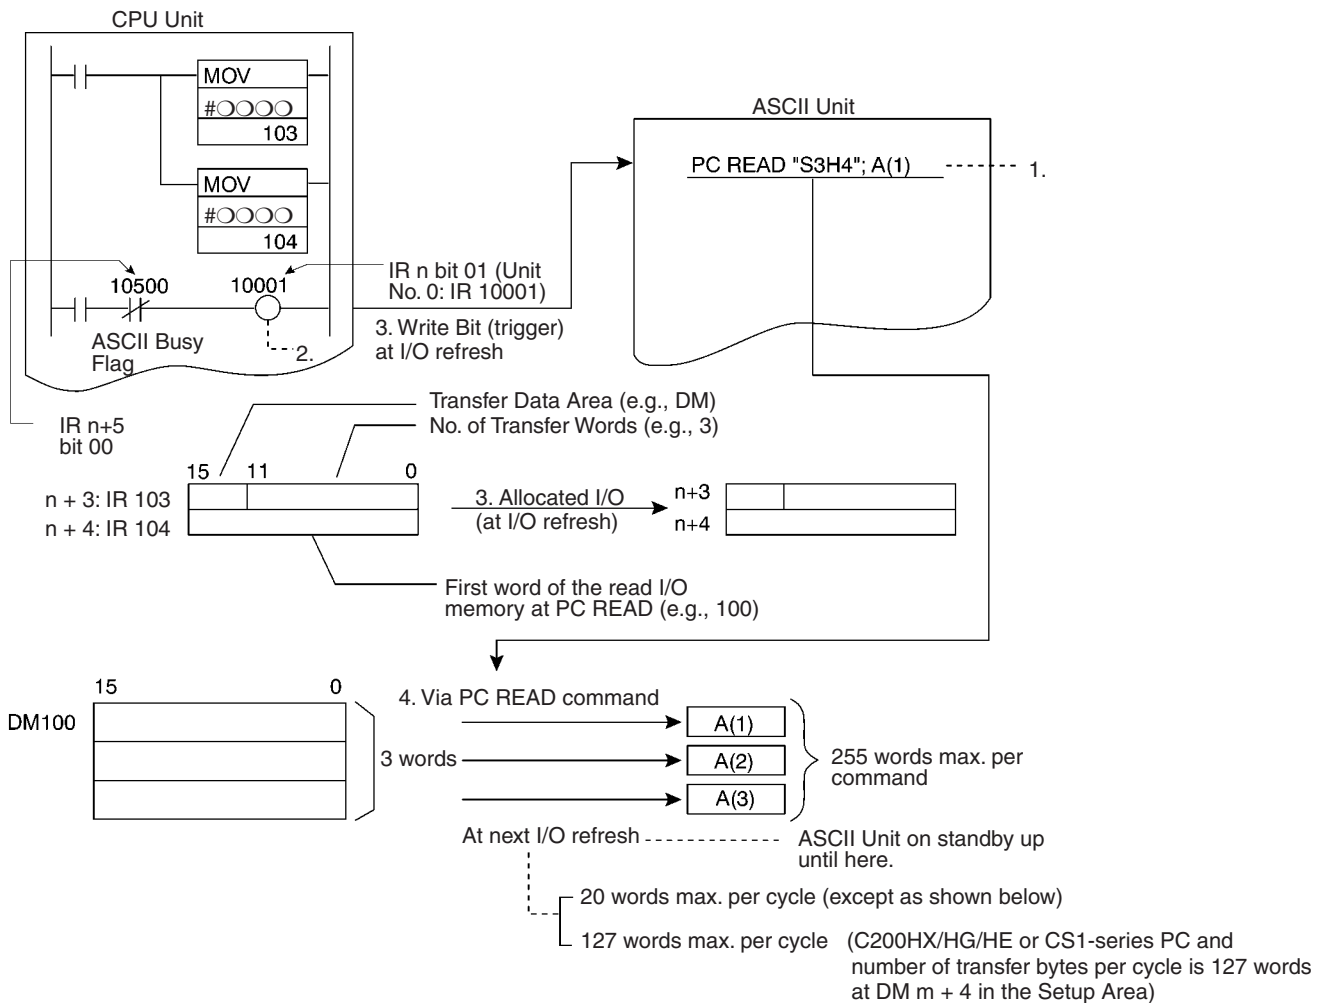 CPU Unit
MOV
#○○○○
103
MOV
#○○○○
104
10500
10001
ASCII Busy
Flag
2.
IR n+5
bit 00
IR n bit 01 (Unit
No. 0: IR 10001)
3. Write Bit (trigger)
at I/O refresh
ASCII Unit
PC READ "S3H4"; A(1)
1.
Transfer Data Area (e.g., DM)
No. of Transfer Words (e.g., 3)
15 11 0
n + 3: IR 103
n + 4: IR 104
3. Allocated I/O
(at I/O refresh)
n+3
n+4
First word of the read I/O
memory at PC READ (e.g., 100)
15 0
DM100
3 words
4. Via PC READ command
A(1)
A(2)
A(3)
255 words max. per
command
At next I/O refresh
ASCII Unit on standby up
until here.
20 words max. per cycle (except as shown below)
127 words max. per cycle (C200HX/HG/HE or CS1-series PC and
number of transfer bytes per cycle is 127 words
at DM m + 4 in the Setup Area)